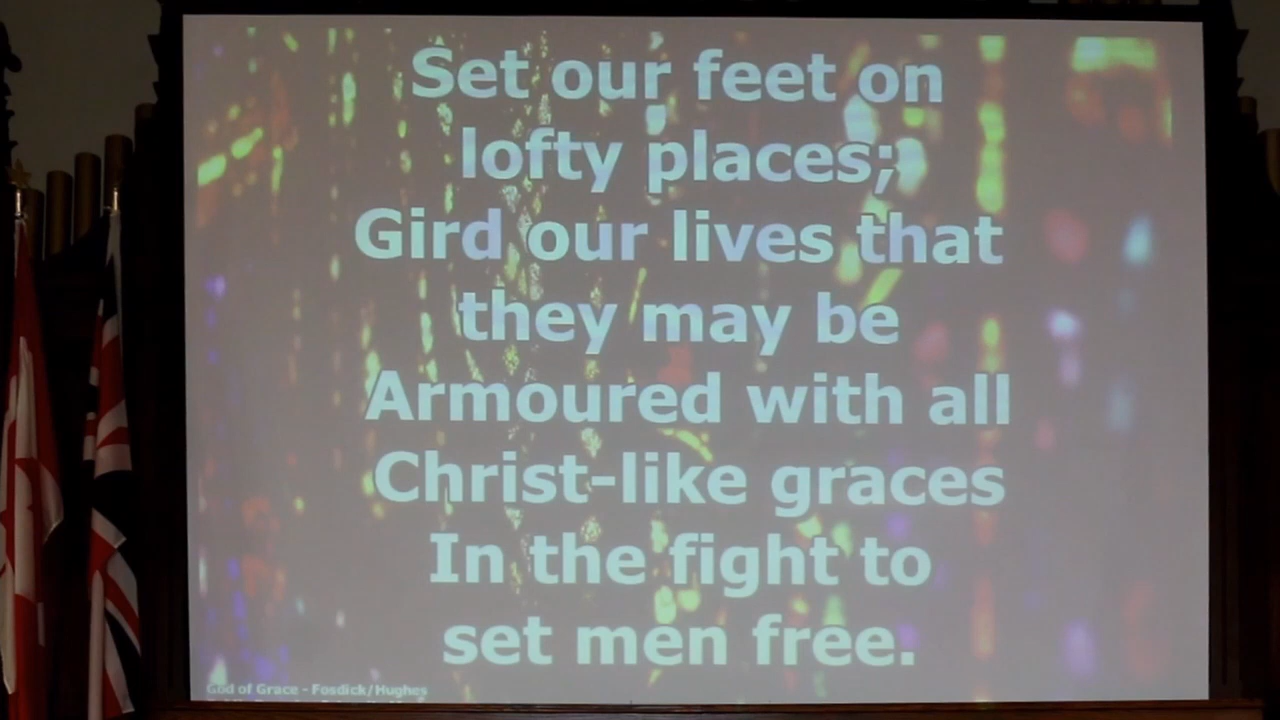 Set our feet on
lofty places;
Gird our lives that
they may be
Armoured with all
Christ-like graces
In the fight to
set men free.
God of Grace - Fosdick/Hughes